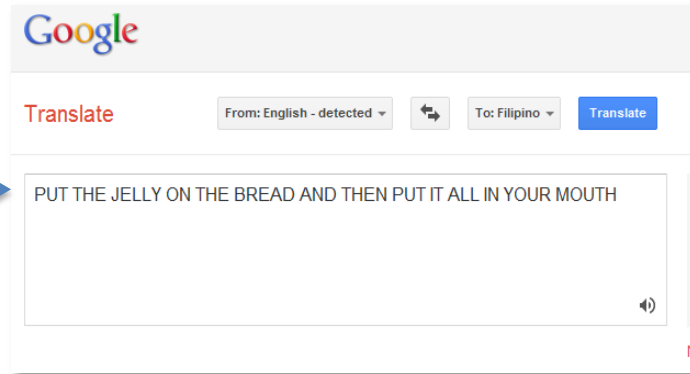 Google
Translate
From: English - detected
To: Filipino
Translate
PUT THE JELLY ON THE BREAD AND THEN PUT IT ALL IN YOUR MOUTH